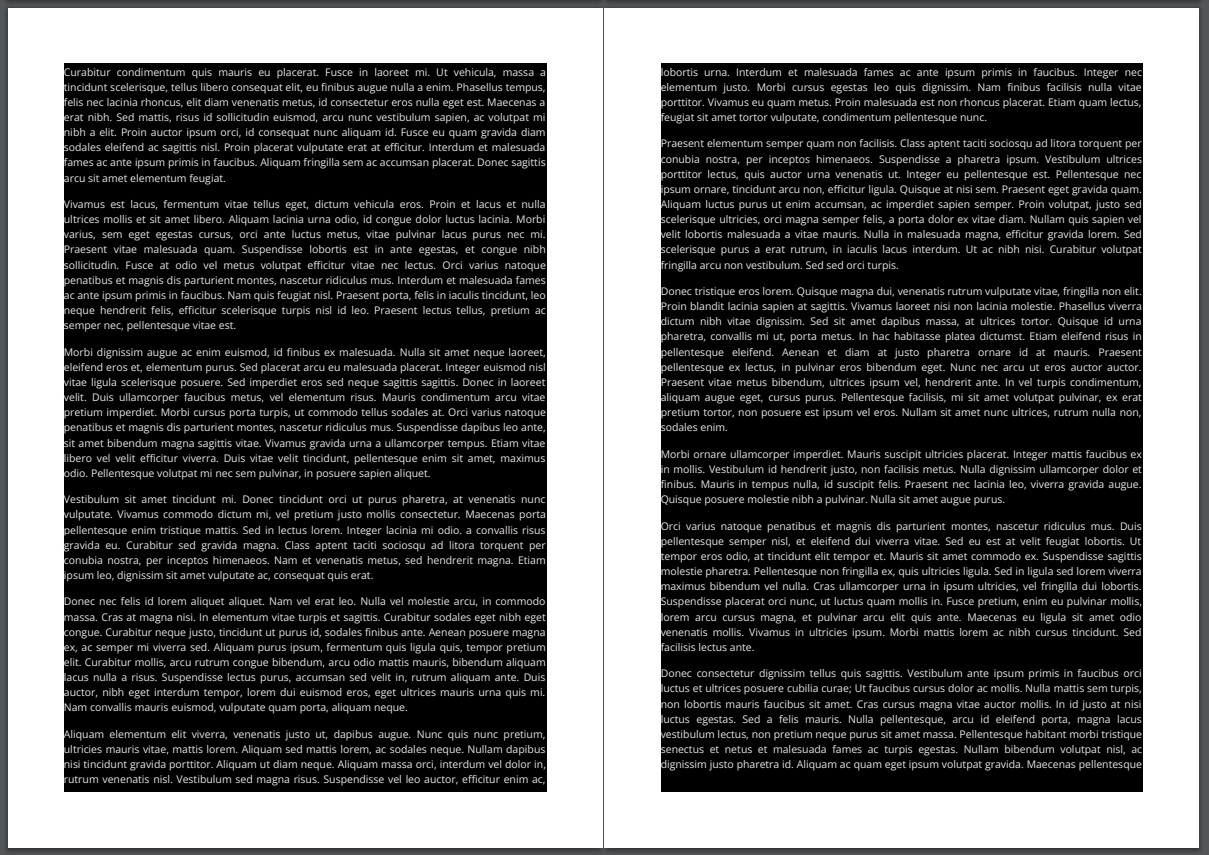 Curabitur condimentum quis mauris eu placerat. Fusce in laoreet mi. Ut vehicula, massa a
tincidunt scelerisque, tellus libero consequat elit, eu finibus augue nulla a enim. Phasellus tempus,
felis nec lacinia rhoncus, elit diam venenatis metus, id consectetur eros nulla eget est. Maecenas a
erat nibh. Sed mattis, risus id sollicitudin euismod, arcu nunc vestibulum sapien, ac volutpat mi
nibh a elit. Proin auctor ipsum orci, id consequat nunc aliquam id. Fusce eu quam gravida diam
sodales eleifend ac sagittis nisl. Proin placerat vulputate erat at efficitur. Interdum et malesuada
fames ac ante ipsum primis in faucibus. Aliquam fringilla sem ac accumsan placerat. Donec sagittis
arcu sit amet elementum feugiat.
Vivamus est lacus, fermentum vitae tellus eget, dictum vehicula eros. Proin et lacus et nulla
ultrices mollis et sit amet libero. Aliquam lacinia urna odio, id congue dolor luctus lacinia. Morbi
varius, sem eget egestas cursus, orci ante luctus metus, vitae pulvinar lacus purus nec mi.
Praesent vitae malesuada quam. Suspendisse lobortis est in ante egestas, et congue nibh
sollicitudin. Fusce at odio vel metus volutpat efficitur vitae nec lectus. Orci varius natoque
penatibus et magnis dis parturient montes, nascetur ridiculus mus. Interdum et malesuada fames
ac ante ipsum primis in faucibus. Nam quis feugiat nisl. Praesent porta, felis in iaculis tincidunt, leo
neque hendrerit felis, efficitur scelerisque turpis nisl id leo. Praesent lectus tellus, pretium ac
semper nec, pellentesque vitae est.
Morbi dignissim augue ac enim euismod, id finibus ex malesuada. Nulla sit amet neque laoreet,
eleifend eros et, elementum purus. Sed placerat arcu eu malesuada placerat. Integer euismod nisl
vitae ligula scelerisque posuere. Sed imperdiet eros sed neque sagittis sagittis. Donec in laoreet
velit. Duis ullamcorper faucibus metus, vel elementum risus. Mauris condimentum arcu vitae
pretium imperdiet. Morbi cursus porta turpis, ut commodo tellus sodales at. Orci varius natoque
penatibus et magnis dis parturient montes, nascetur ridiculus mus. Suspendisse dapibus leo ante,
sit amet bibendum magna sagittis vitae. Vivamus gravida urna a ullamcorper tempus. Etiam vitae
libero vel velit efficitur viverra. Duis vitae velit tincidunt, pellentesque enim sit amet, maximus
odio. Pellentesque volutpat mi nec sem pulvinar, in posuere sapien aliquet.
Vestibulum sit amet tincidunt mi. Donec tincidunt orci ut purus pharetra, at venenatis nunc
vulputate. Vivamus commodo dictum mi, vel pretium justo mollis consectetur. Maecenas porta
pellentesque enim tristique mattis. Sed in lectus lorem. Integer lacinia mi odio, a convallis risus
gravida eu. Curabitur sed gravida magna. Class aptent taciti sociosqu ad litora torquent per
conubia nostra, per inceptos himenaeos. Nam et venenatis metus, sed hendrerit magna. Etiam
ipsum leo, dignissim sit amet vulputate ac, consequat quis erat.
Donec nec felis id lorem aliquet aliquet. Nam vel erat leo. Nulla vel molestie arcu, in commodo
massa. Cras at magna nisi. In elementum vitae turpis et sagittis. Curabitur sodales eget nibh eget
congue. Curabitur neque justo, tincidunt ut purus id, sodales finibus ante. Aenean posuere magna
ex, ac semper mi viverra sed. Aliquam purus ipsum, fermentum quis ligula quis, tempor pretium
elit. Curabitur mollis, arcu rutrum congue bibendum, arcu odio mattis mauris, bibendum aliquam
lacus nulla a risus. Suspendisse lectus purus, accumsan sed velit in, rutrum aliquam ante. Duis
auctor, nibh eget interdum tempor, lorem dui euismod eros, eget ultrices mauris urna quis mi.
Nam convallis mauris euismod, vulputate quam porta, aliquam neque.
Aliquam elementum elit viverra, venenatis justo ut, dapibus augue. Nunc quis nunc pretium,
ultricies mauris vitae, mattis lorem. Aliquam sed mattis lorem, ac sodales neque. Nullam dapibus
nisi tincidunt gravida porttitor. Aliquam ut diam neque. Aliquam massa orci, interdum vel dolor in,
rutrum venenatis nisl. Vestibulum sed magna risus. Suspendisse vel leo auctor, efficitur enim ac,
lobortis urna. Interdum et malesuada fames ac ante ipsum primis in faucibus. Integer nec
elementum justo. Morbi cursus egestas leo quis dignissim. Nam finibus facilisis nulla vitae
porttitor. Vivamus eu quam metus. Proin malesuada est non rhoncus placerat. Etiam quam lectus,
feugiat sit amet tortor vulputate, condimentum pellentesque nunc.
Praesent elementum semper quam non facilisis. Class aptent taciti sociosqu ad litora torquent per
conubia nostra, per inceptos himenaeos. Suspendisse a pharetra ipsum. Vestibulum ultrices
porttitor lectus, quis auctor urna venenatis ut. Integer eu pellentesque est. Pellentesque nec
ipsum ornare, tincidunt arcu non, efficitur ligula. Quisque at nisi sem. Praesent eget gravida quam.
Aliquam luctus purus ut enim accumsan, ac imperdiet sapien semper. Proin volutpat, justo sed
scelerisque ultricies, orci magna semper felis, a porta dolor ex vitae diam. Nullam quis sapien vel
velit lobortis malesuada a vitae mauris. Nulla in malesuada magna, efficitur gravida lorem. Sed
scelerisque purus a erat rutrum, in iaculis lacus interdum. Ut ac nibh nisi. Curabitur volutpat
fringilla arcu non vestibulum. Sed sed orci turpis.
Donec tristique eros lorem. Quisque magna dui, venenatis rutrum vulputate vitae, fringilla non elit.
Proin blandit lacinia sapien at sagittis. Vivamus laoreet nisi non lacinia molestie. Phasellus viverra
dictum nibh vitae dignissim. Sed sit amet dapibus massa, at ultrices tortor. Quisque id urna
pharetra, convallis mi ut, porta metus. In hac habitasse platea dictumst. Etiam eleifend risus in
pellentesque eleifend. Aenean et diam at justo pharetra ornare id at mauris. Praesent
pellentesque ex lectus, in pulvinar eros bibendum eget. Nunc nec arcu ut eros auctor auctor.
Praesent vitae metus bibendum, ultrices ipsum vel, hendrerit ante. In vel turpis condimentum,
aliquam augue eget, cursus purus. Pellentesque facilisis, mi sit amet volutpat pulvinar, ex erat
pretium tortor, non posuere est ipsum vel eros. Nullam sit amet nunc ultrices, rutrum nulla non,
sodales enim.
Morbi ornare ullamcorper imperdiet. Mauris suscipit ultricies placerat. Integer mattis faucibus ex
in mollis. Vestibulum id hendrerit justo, non facilisis metus. Nulla dignissim ullamcorper dolor et
finibus. Mauris in tempus nulla, id suscipit felis. Praesent nec lacinia leo, viverra gravida augue.
Quisque posuere molestie nibh a pulvinar. Nulla sit amet augue purus.
Orci varius natoque penatibus et magnis dis parturient montes, nascetur ridiculus mus. Duis
pellentesque semper nisl, et eleifend dui viverra vitae. Sed eu est at velit feugiat lobortis. Ut
tempor eros odio, at tincidunt elit tempor et. Mauris sit amet commodo ex. Suspendisse sagittis
molestie pharetra. Pellentesque non fringilla ex, quis ultricies ligula. Sed in ligula sed lorem viverra
maximus bibendum vel nulla. Cras ullamcorper urna in ipsum ultricies, vel fringilla dui lobortis.
Suspendisse placerat orci nunc, ut luctus quam mollis in. Fusce pretium, enim eu pulvinar mollis,
lorem arcu cursus magna, et pulvinar arcu elit quis ante. Maecenas eu ligula sit amet dolor
venenatis mollis. Vivamus in ultricies ipsum. Morbi mattis lorem ac nibh cursus tincidunt. Sed
facilisis lectus ante.
Donec consectetur dignissim tellus quis sagittis. Vestibulum ante ipsum primis in faucibus orci
luctus et ultrices posuere cubilia curae; Ut faucibus cursus dolor ac mollis. Nulla mattis sem turpis,
non lobortis mauris faucibus sit amet. Cras cursus magna vitae auctor mollis. In id justo at nisi
luctus egestas. Sed a felis mauris. Nulla pellentesque, arcu id eleifend porta, magna lacus
vestibulum lectus, non pretium neque purus sit amet massa. Pellentesque habitant morbi tristique
senectus et netus et malesuada fames ac turpis egestas. Nullam bibendum volutpat nisl, ac
dignissim justo pharetra id. Aliquam ac quam eget ipsum volutpat gravida. Maecenas pellentesque